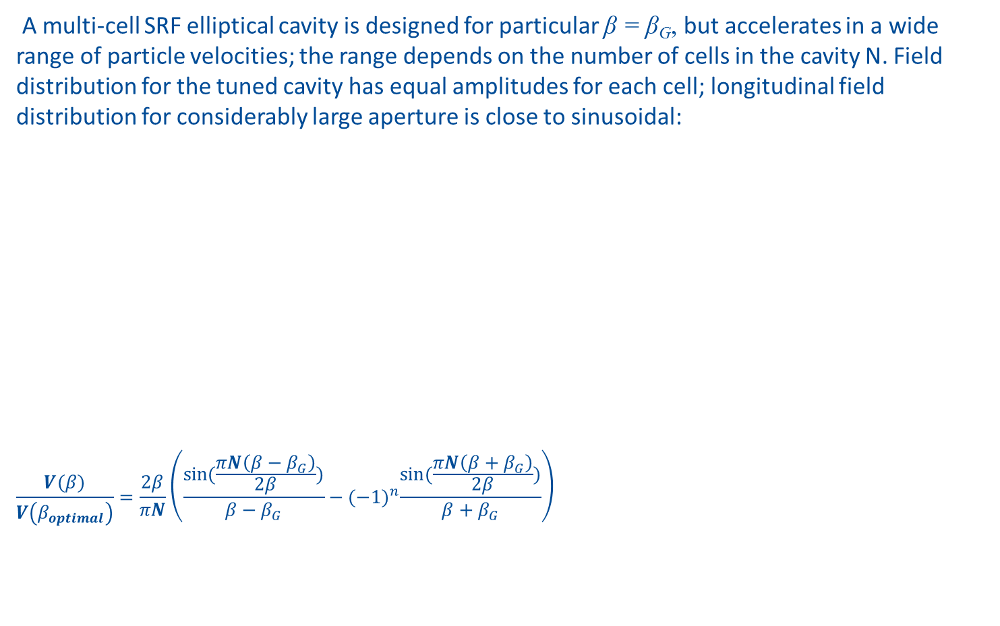 A multi-cell SRF elliptical cavity is designed for particular β = β_G, but accelerates in a wide
range of particle velocities; the range depends on the number of cells in the cavity N. Field
distribution for the tuned cavity has equal amplitudes for each cell; longitudinal field
distribution for considerably large aperture is close to sinusoidal:
V(β)/V(β_optimal) = 2β/πN (sin(πN(β − β_G)/2β)/(β − β_G) − (−1)^n sin(πN(β + β_G)/2β)/(β + β_G))